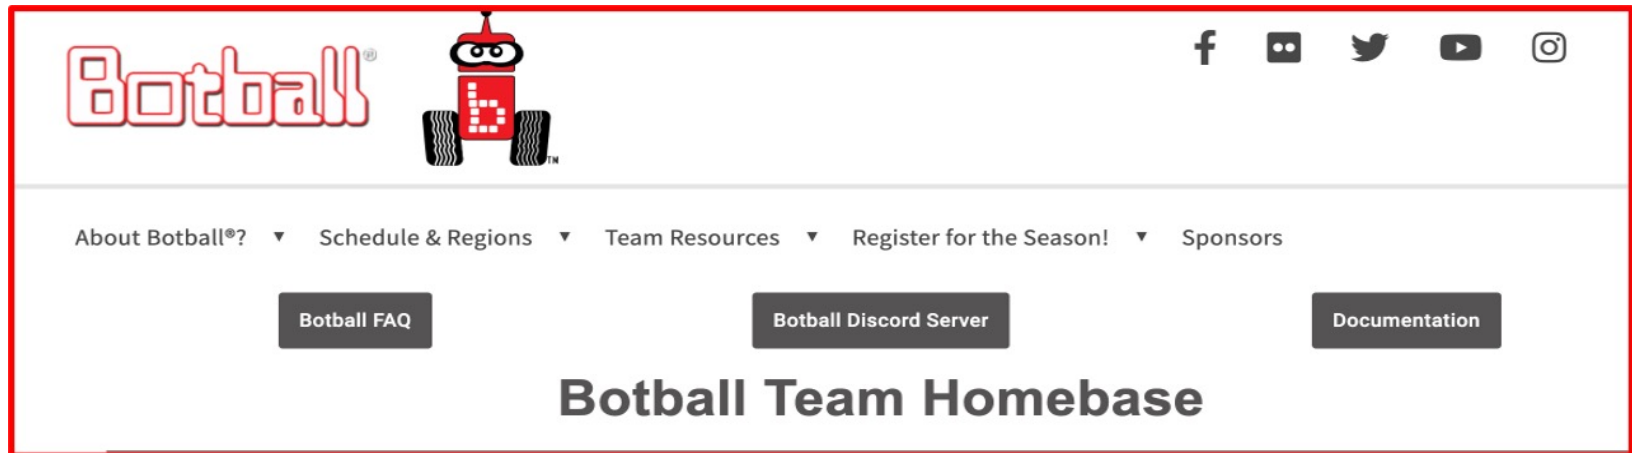 Botball®
b
TM
About Botball®? ▼ Schedule & Regions ▼ Team Resources ▼ Register for the Season! ▼ Sponsors
Botball FAQ Botball Discord Server Documentation
Botball Team Homebase